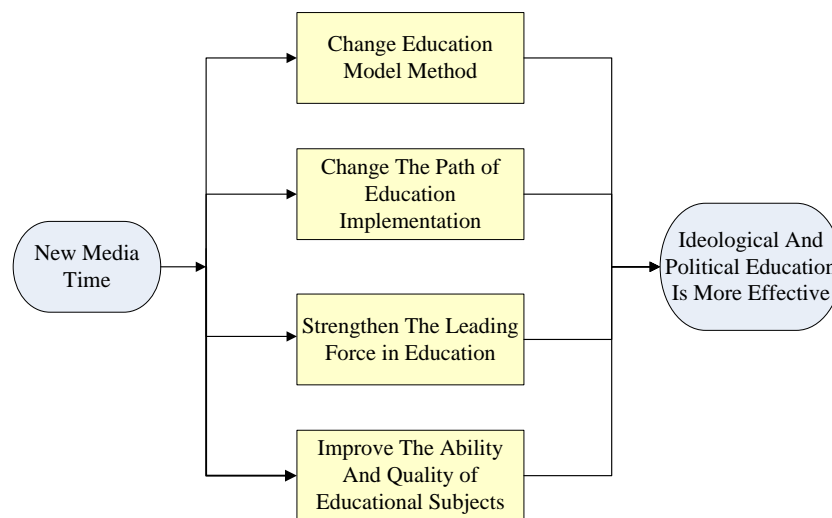 Change Education
Model Method
Change The Path of
Education
Implementation
New Media
Time
Ideological And
Political Education
Is More Effective
Strengthen The Leading
Force in Education
Improve The Ability
And Quality of
Educational Subjects